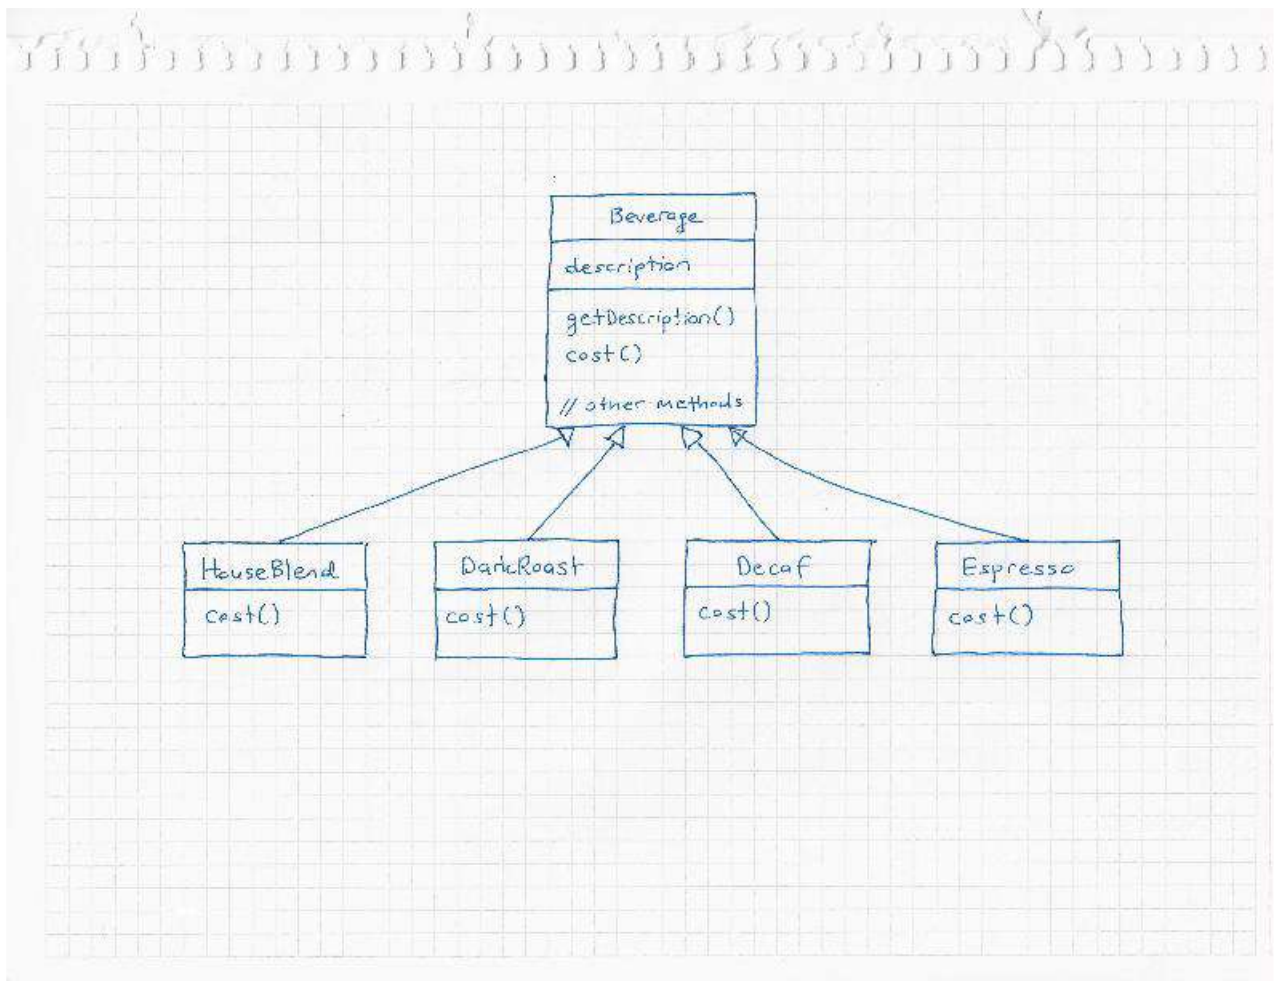 Beverage
description
getDescription()
cost()
// other methods
HouseBlend
cost()
DarkRoast
cost()
Decaf
cost()
Espresso
cost()